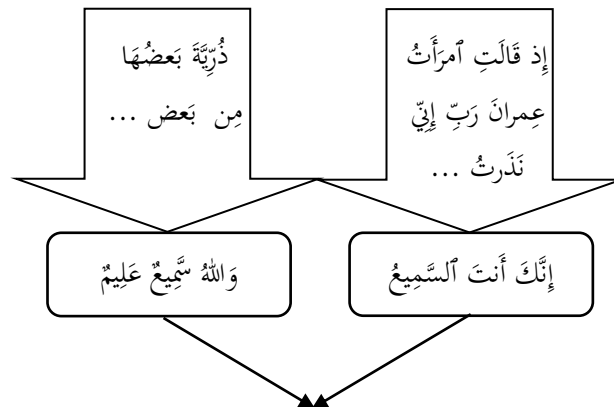 إِذ قَالَتِ ٱمرَأَتُ
عِمرانَ رَبِّ إِنِّي
نَذَرتُ ...
ذُرِّيَّةَ بَعضُهَا
مِن بَعض ...
إِنَّكَ أَنتَ ٱلسَّمِيعُ
وَاللهُ سَّمِيعٌ عَلِيمٌ